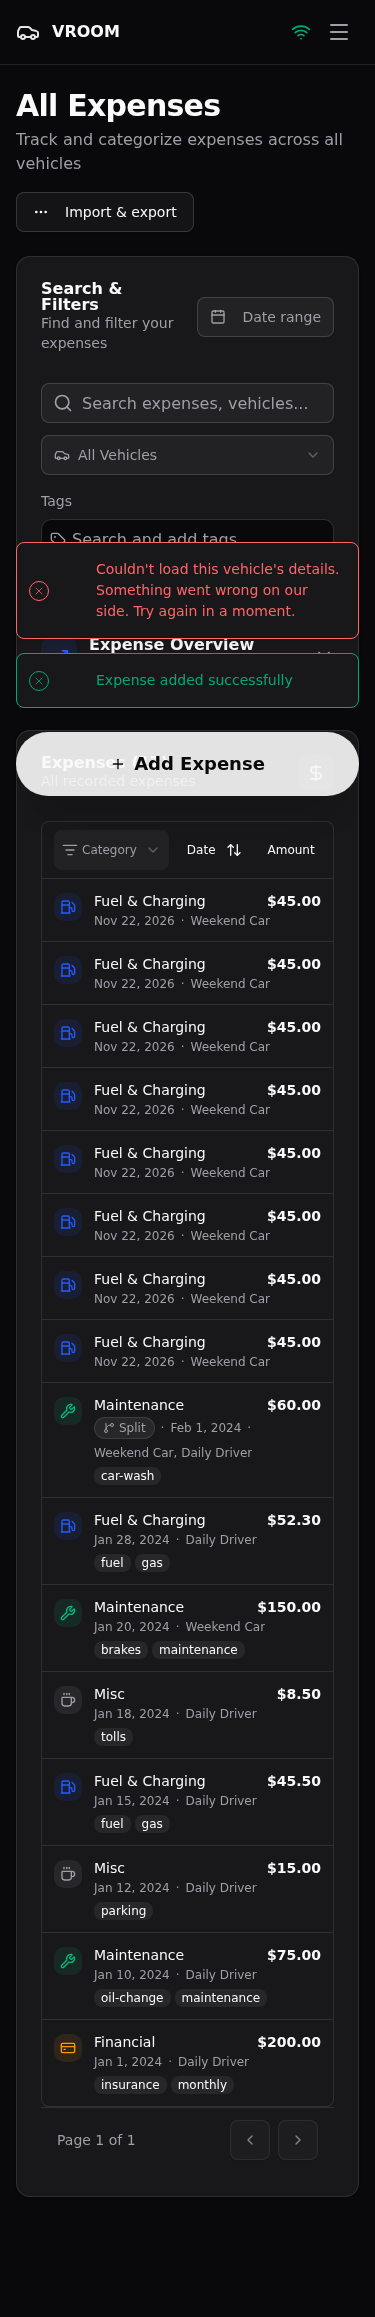 VROOM
All Expenses
Track and categorize expenses across all
vehicles
Import & export
Search &
Filters
Find and filter your
expenses
Date range
Search expenses, vehicles...
All Vehicles
Tags
Search and add tags
Couldn't load this vehicle's details.
Something went wrong on our
side. Try again in a moment.
Expense Overview
Expense added successfully
Add Expense
All recorded expenses
Category
Date
Amount
Fuel & Charging $45.00
Nov 22, 2026 · Weekend Car
Fuel & Charging $45.00
Nov 22, 2026 · Weekend Car
Fuel & Charging $45.00
Nov 22, 2026 · Weekend Car
Fuel & Charging $45.00
Nov 22, 2026 · Weekend Car
Fuel & Charging $45.00
Nov 22, 2026 · Weekend Car
Fuel & Charging $45.00
Nov 22, 2026 · Weekend Car
Fuel & Charging $45.00
Nov 22, 2026 · Weekend Car
Fuel & Charging $45.00
Nov 22, 2026 · Weekend Car
Maintenance $60.00
Split · Feb 1, 2024 ·
Weekend Car, Daily Driver
car-wash
Fuel & Charging $52.30
Jan 28, 2024 · Daily Driver
fuel gas
Maintenance $150.00
Jan 20, 2024 · Weekend Car
brakes maintenance
Misc $8.50
Jan 18, 2024 · Daily Driver
tolls
Fuel & Charging $45.50
Jan 15, 2024 · Daily Driver
fuel gas
Misc $15.00
Jan 12, 2024 · Daily Driver
parking
Maintenance $75.00
Jan 10, 2024 · Daily Driver
oil-change maintenance
Financial $200.00
Jan 1, 2024 · Daily Driver
insurance monthly
Page 1 of 1